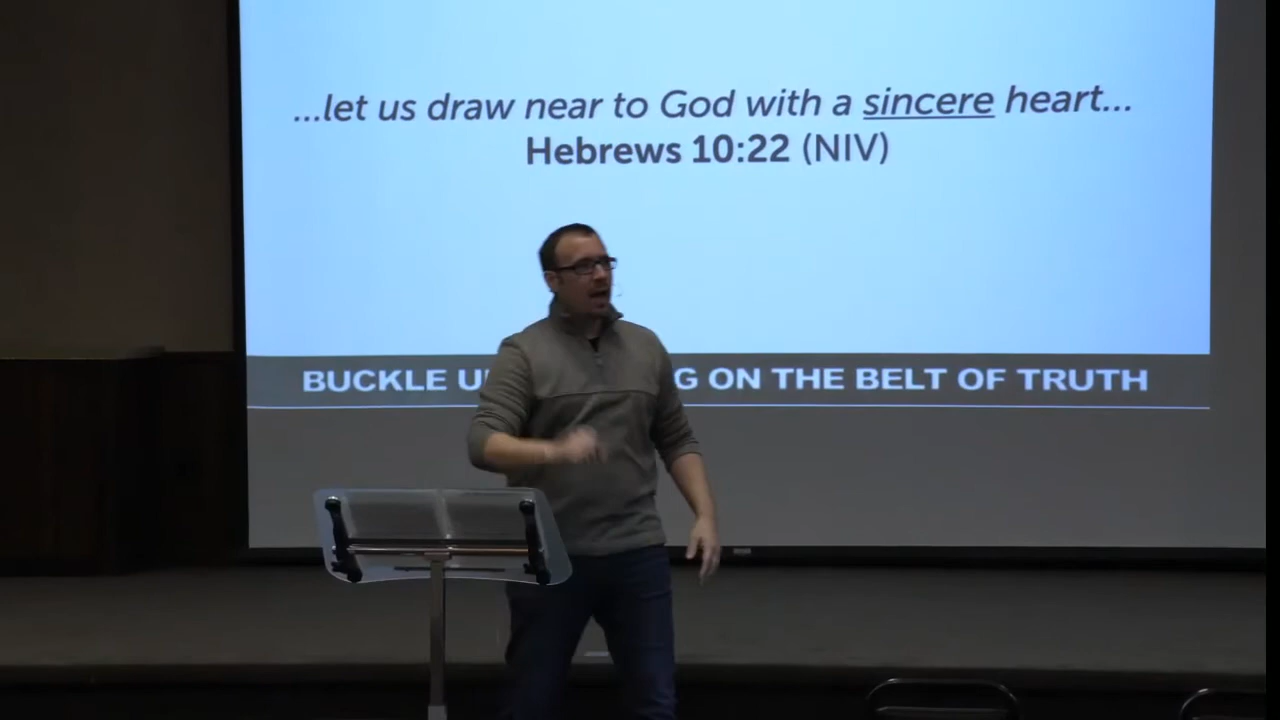 ...let us draw near to God with a sincere heart...
Hebrews 10:22 (NIV)
BUCKLE U G ON THE BELT OF TRUTH